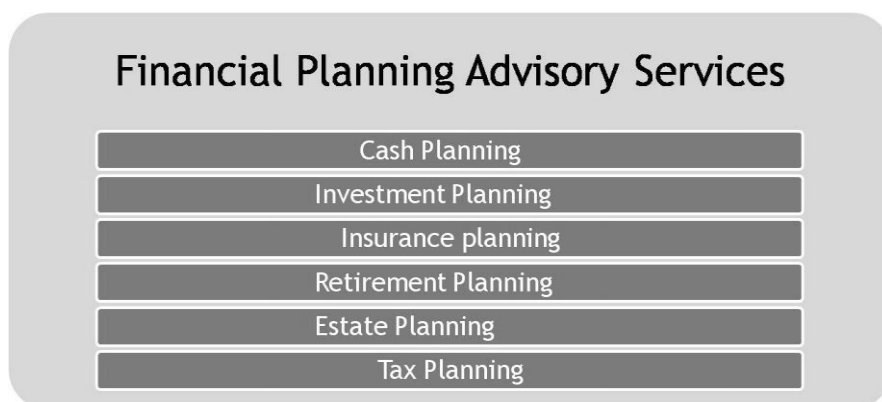 Financial Planning Advisory Services
Cash Planning
Investment Planning
Insurance planning
Retirement Planning
Estate Planning
Tax Planning